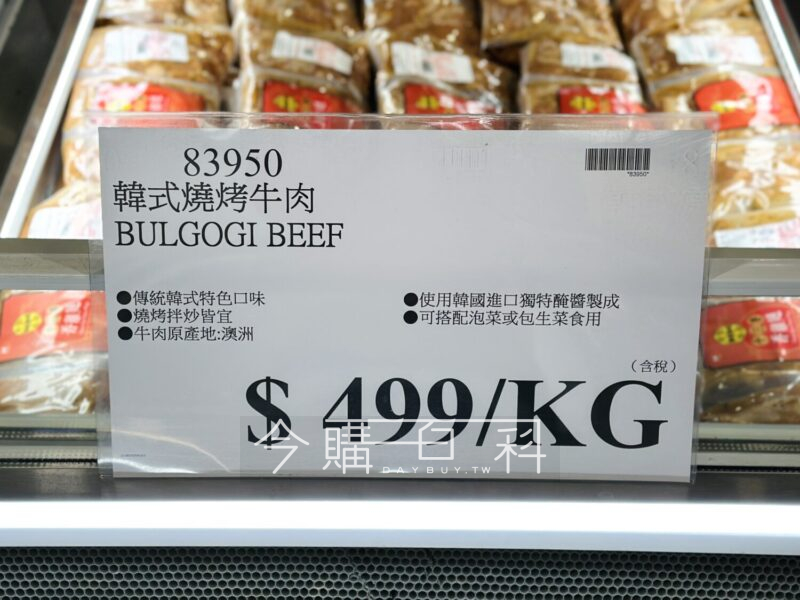 83950
韓式燒烤牛肉
BULGOGI BEEF
*83950*
●傳統韓式特色口味
●燒烤拌炒皆宜
●牛肉原產地:澳洲
●使用韓國進口獨特醃醬製成
●可搭配泡菜或包生菜食用
(含稅)
$ 499/KG
今購百科
DAYBUY.TW